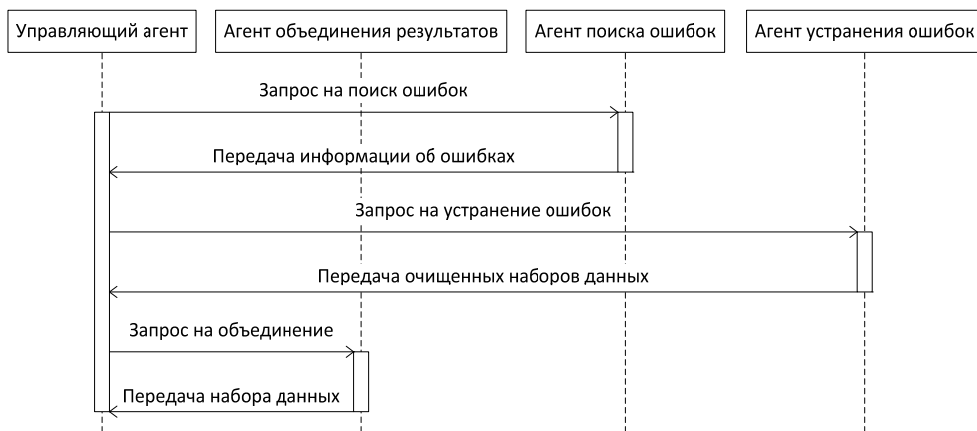 Управляющий агент
Агент объединения результатов
Агент поиска ошибок
Агент устранения ошибок
Запрос на поиск ошибок
Передача информации об ошибках
Запрос на устранение ошибок
Передача очищенных наборов данных
Запрос на объединение
Передача набора данных